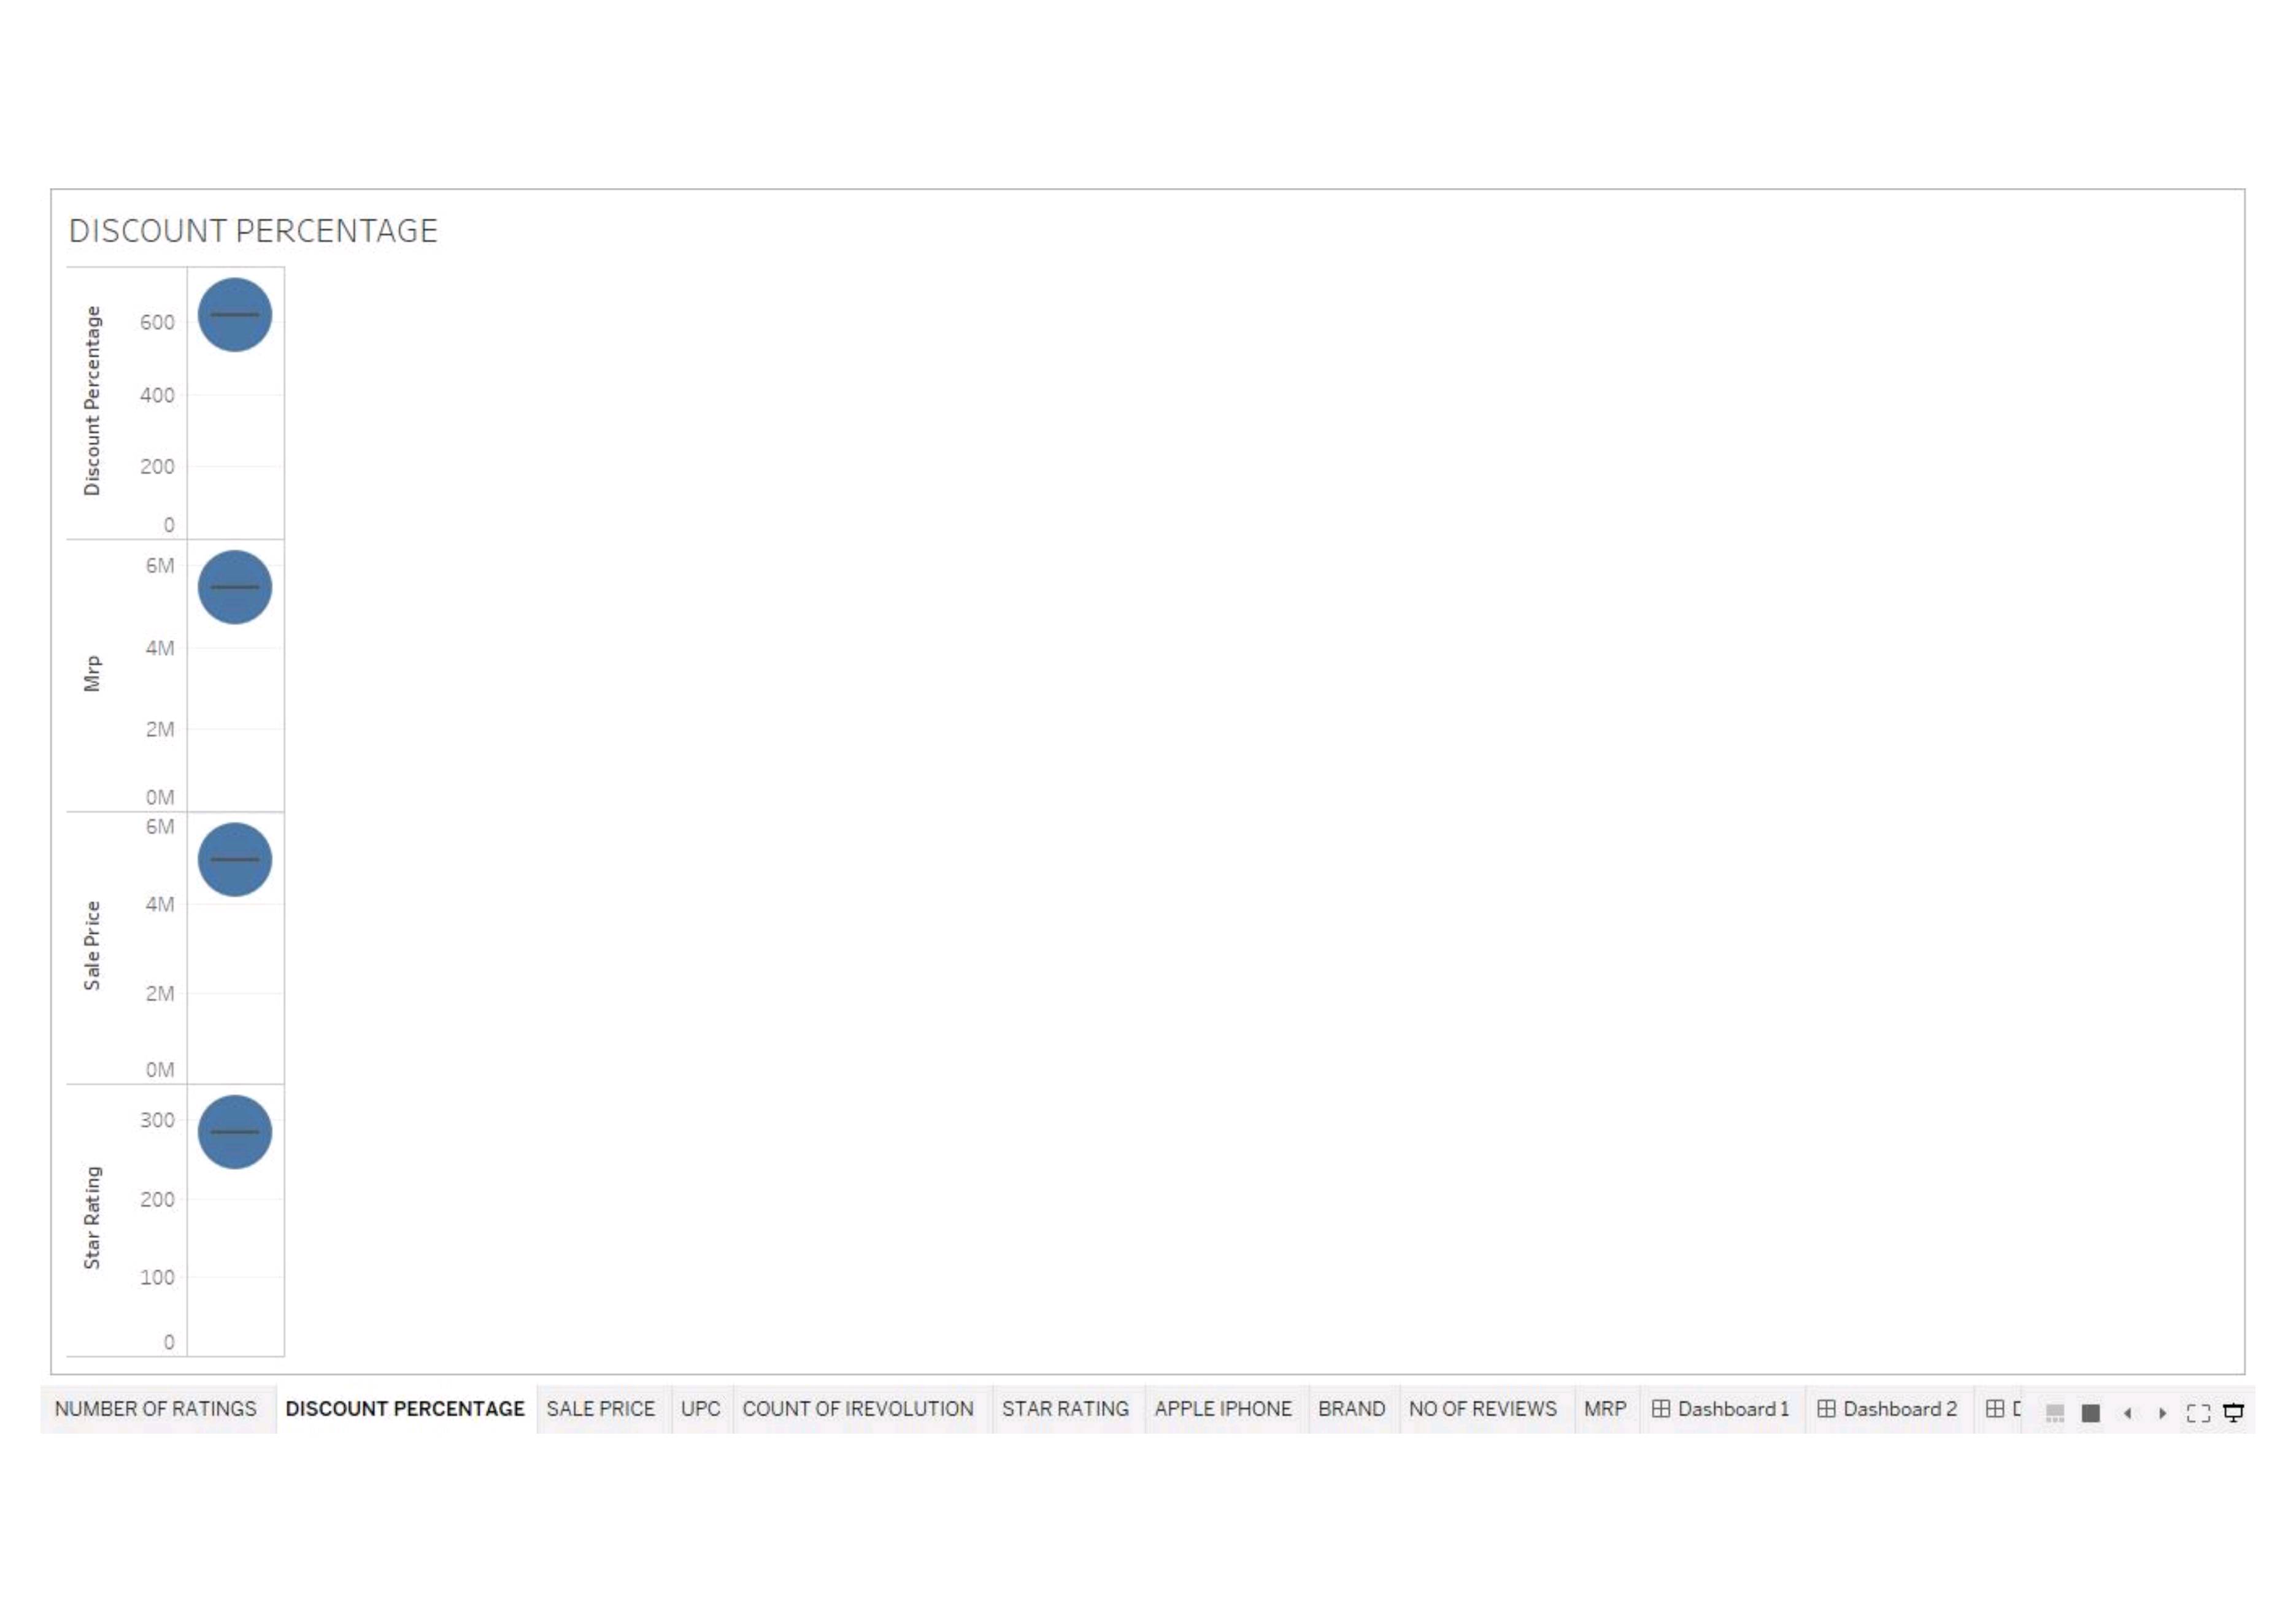 DISCOUNT PERCENTAGE
Discount Percentage
600
400
200
0
Mrp
6M
4M
2M
0M
Sale Price
6M
4M
2M
0M
Star Rating
300
200
100
0
NUMBER OF RATINGS DISCOUNT PERCENTAGE SALE PRICE UPC COUNT OF IREVOLUTION STAR RATING APPLE IPHONE BRAND NO OF REVIEWS MRP Dashboard 1 Dashboard 2